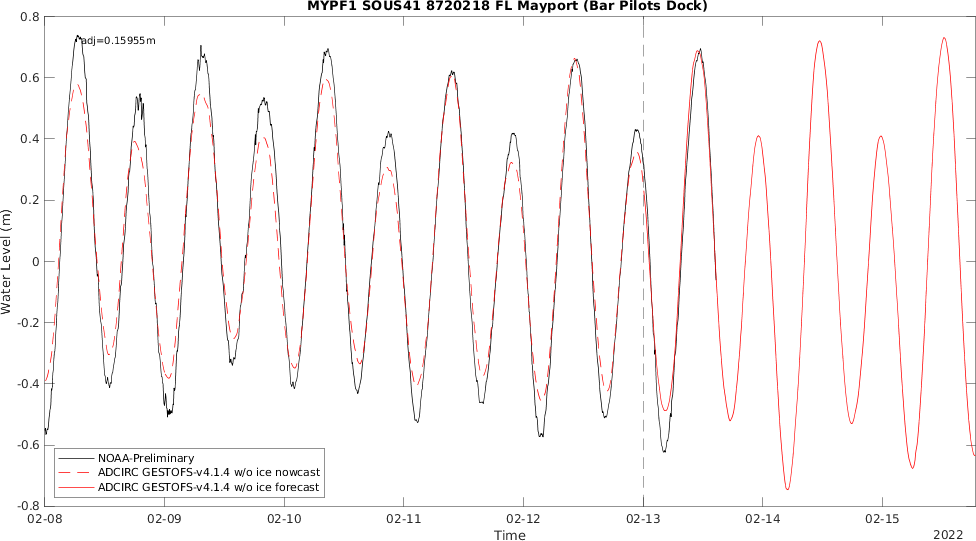 MYPF1 SOUS41 8720218 FL Mayport (Bar Pilots Dock)
adj=0.15955m
Water Level (m)
0.8
0.6
0.4
0.2
0
-0.2
-0.4
-0.6
-0.8
NOAA-Preliminary
ADCIRC GESTOFS-v4.1.4 w/o ice nowcast
ADCIRC GESTOFS-v4.1.4 w/o ice forecast
02-08 02-09 02-10 02-11 02-12 02-13 02-14 02-15
Time
2022